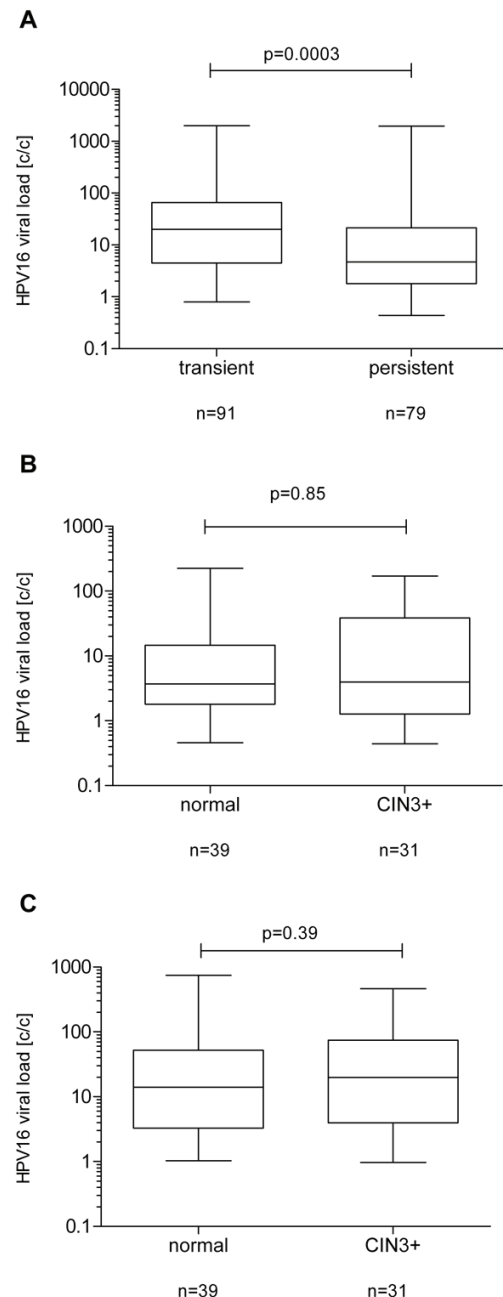 A
p=0.0003
HPV16 viral load [c/c]
10000
1000
100
10
1
0.1
transient persistent
n=91 n=79
B
p=0.85
HPV16 viral load [c/c]
1000
100
10
1
0.1
normal CIN3+
n=39 n=31
C
p=0.39
HPV16 viral load [c/c]
1000
100
10
1
0.1
normal CIN3+
n=39 n=31